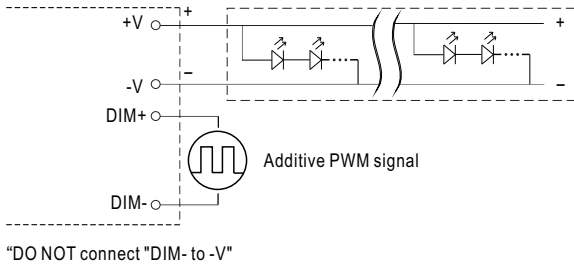 +V + +
-V − −
DIM+
Additive PWM signal
DIM-
“DO NOT connect "DIM- to -V"